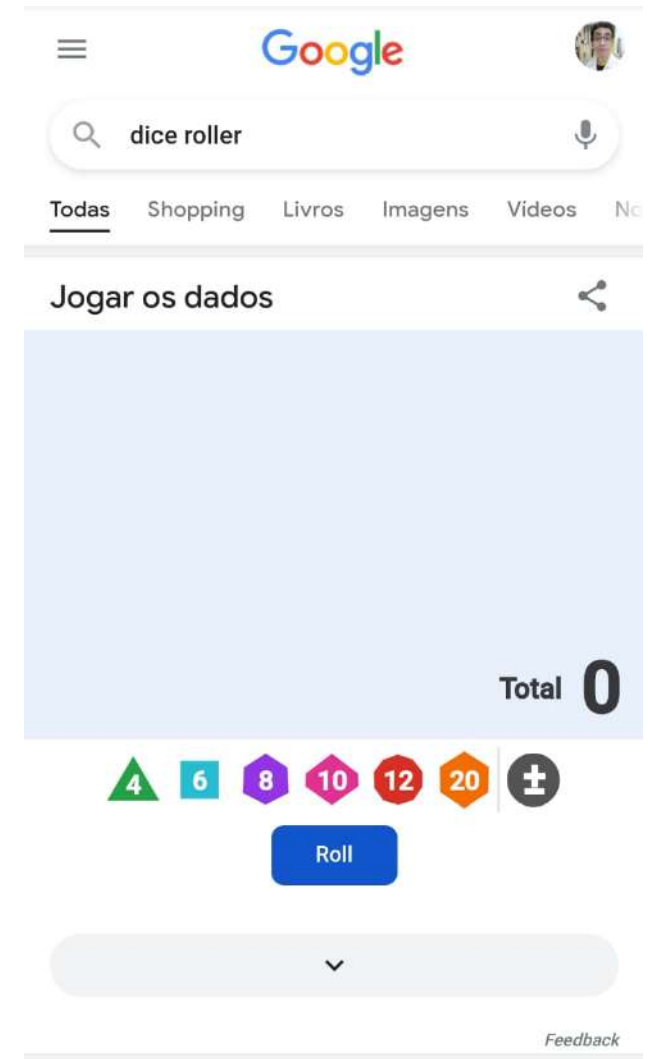 Google
dice roller
Todas Shopping Livros Imagens Vídeos No
Jogar os dados
Total 0
4 6 8 10 12 20 ±
Roll
Feedback